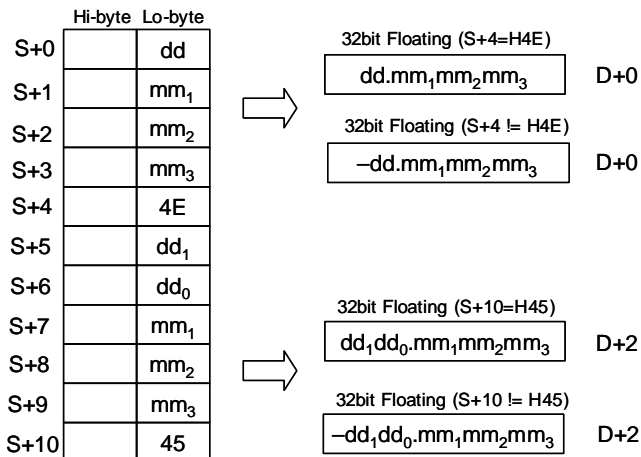 Hi-byte Lo-byte
S+0 dd
S+1 mm₁
S+2 mm₂
S+3 mm₃
S+4 4E
S+5 dd₁
S+6 dd₀
S+7 mm₁
S+8 mm₂
S+9 mm₃
S+10 45
32bit Floating (S+4=H4E)
dd.mm₁mm₂mm₃ D+0
32bit Floating (S+4 != H4E)
–dd.mm₁mm₂mm₃ D+0
32bit Floating (S+10=H45)
dd₁dd₀.mm₁mm₂mm₃ D+2
32bit Floating (S+10 != H45)
–dd₁dd₀.mm₁mm₂mm₃ D+2